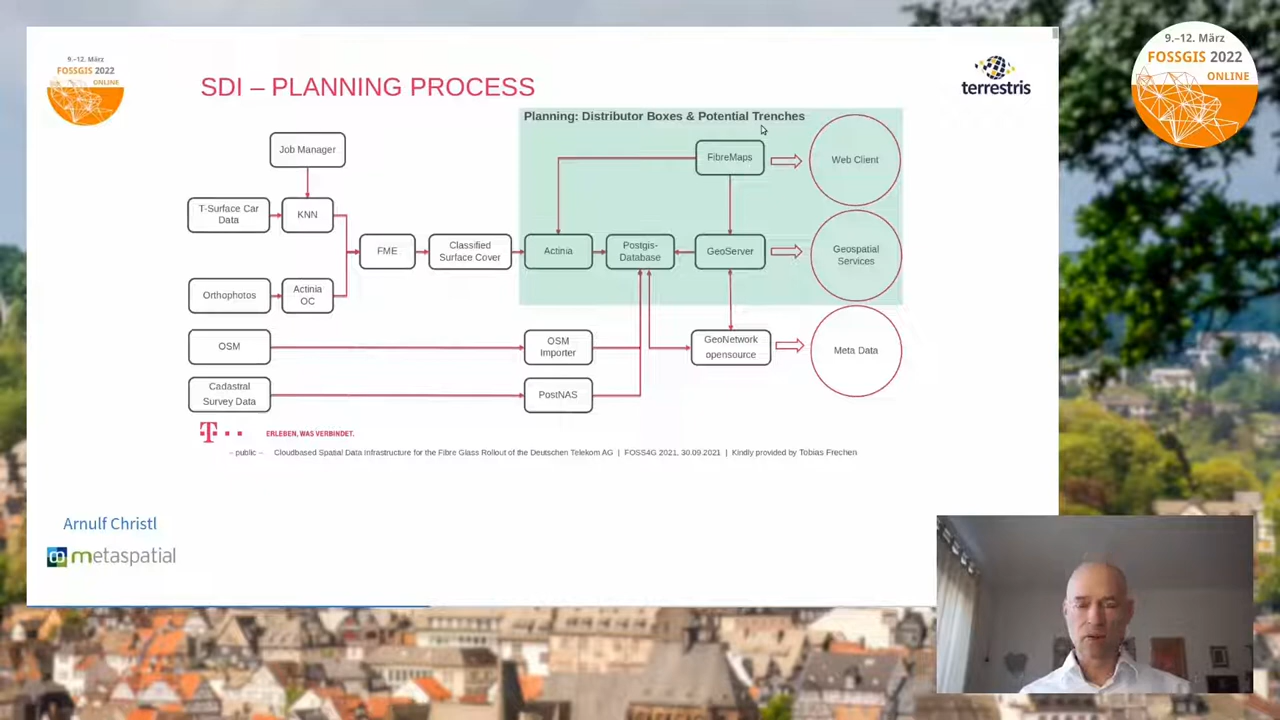 9.–12. März
FOSSGIS 2022
ONLINE
SDI – PLANNING PROCESS
terrestris
9.–12. März
FOSSGIS 2022
ONLINE
Planning: Distributor Boxes & Potential Trenches
Job Manager
FibreMaps
Web Client
T-Surface Car
Data
KNN
FME
Classified
Surface Cover
Actinia
Postgis-
Database
GeoServer
Geospatial
Services
Orthophotos
Actinia
OC
OSM
OSM
Importer
GeoNetwork
opensource
Meta Data
Cadastral
Survey Data
PostNAS
T
ERLEBEN, WAS VERBINDET.
– public –
Cloudbased Spatial Data Infrastructure for the Fibre Glass Rollout of the Deutschen Telekom AG | FOSS4G 2021, 30.09.2021 | Kindly provided by Tobias Frechen
Arnulf Christl
metaspatial